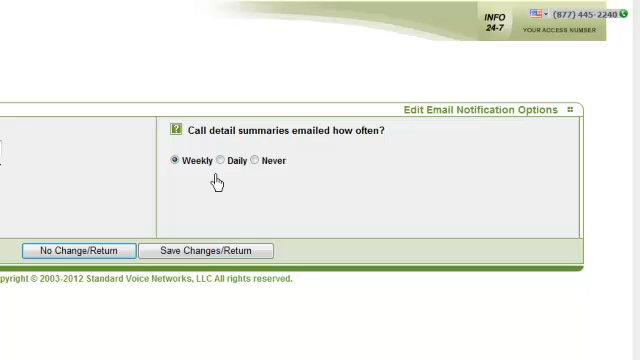 INFO
24-7
(877) 445-2240
YOUR ACCESS NUMBER
Edit Email Notification Options
? Call detail summaries emailed how often?
Weekly Daily Never
No Change/Return Save Changes/Return
pyright © 2003-2012 Standard Voice Networks, LLC All rights reserved.